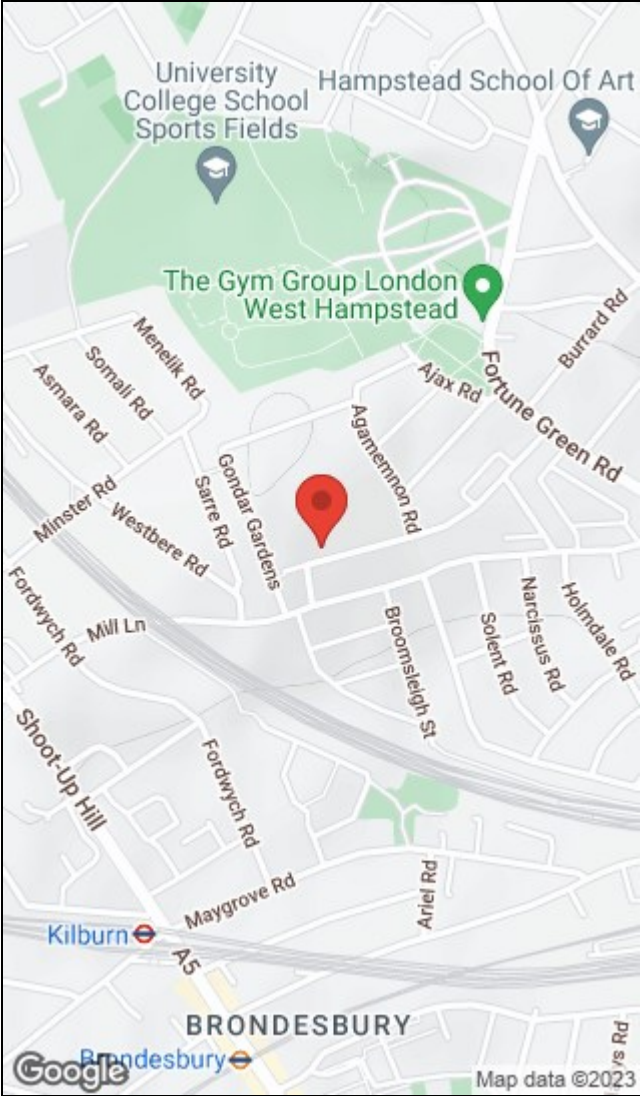 University
College School
Sports Fields
Hampstead School Of Art
The Gym Group London
West Hampstead
Burrard Rd
Menelik Rd
Somali Rd
Asmara Rd
Ajax Rd
Fortune Green Rd
Agamemnon Rd
Gondar Gardens
Sarre Rd
Minster Rd
Westbere Rd
Fordwych Rd
Mill Ln
Broomsleigh St
Solent Rd
Narcissus Rd
Holmdale Rd
Shoot-Up Hill
Fordwych Rd
Maygrove Rd
Ariel Rd
Kilburn
A5
BRONDESBURY
Brondesbury
Google
Map data ©2023